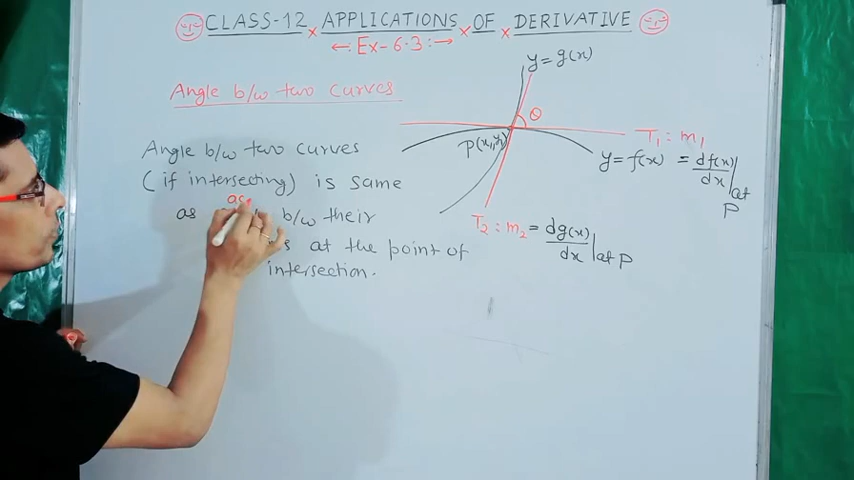 CLASS-12 × APPLICATIONS × OF × DERIVATIVE
← Ex-6.3: →
Angle b/w two curves
y = g(x)
θ
P(x₁,y₁)
T₁ : m₁
y = f(x) = df(x)/dx | at P
T₂ : m₂ = dg(x)/dx | at P
Angle b/w two curves
(if intersecting) is same
as b/w their
at the point of
intersection.